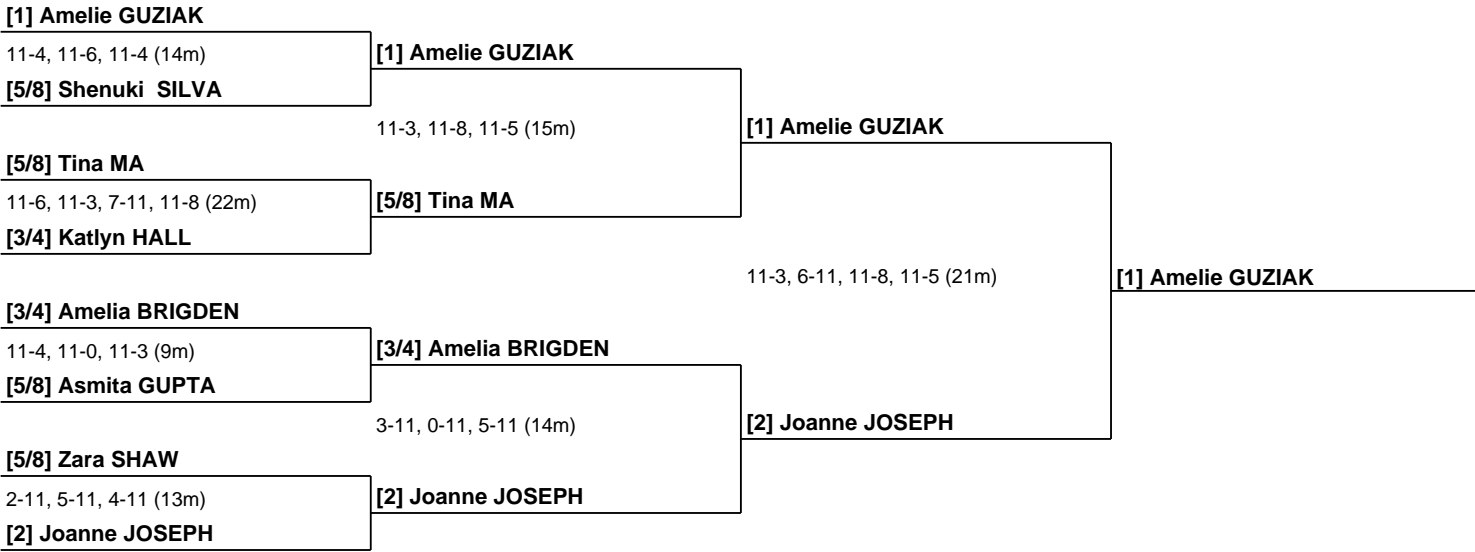 [1] Amelie GUZIAK
11-4, 11-6, 11-4 (14m)
[1] Amelie GUZIAK
[5/8] Shenuki  SILVA
11-3, 11-8, 11-5 (15m)
[1] Amelie GUZIAK
[5/8] Tina MA
11-6, 11-3, 7-11, 11-8 (22m)
[5/8] Tina MA
[3/4] Katlyn HALL
11-3, 6-11, 11-8, 11-5 (21m)
[1] Amelie GUZIAK
[3/4] Amelia BRIGDEN
11-4, 11-0, 11-3 (9m)
[3/4] Amelia BRIGDEN
[5/8] Asmita GUPTA
3-11, 0-11, 5-11 (14m)
[2] Joanne JOSEPH
[5/8] Zara SHAW
2-11, 5-11, 4-11 (13m)
[2] Joanne JOSEPH
[2] Joanne JOSEPH